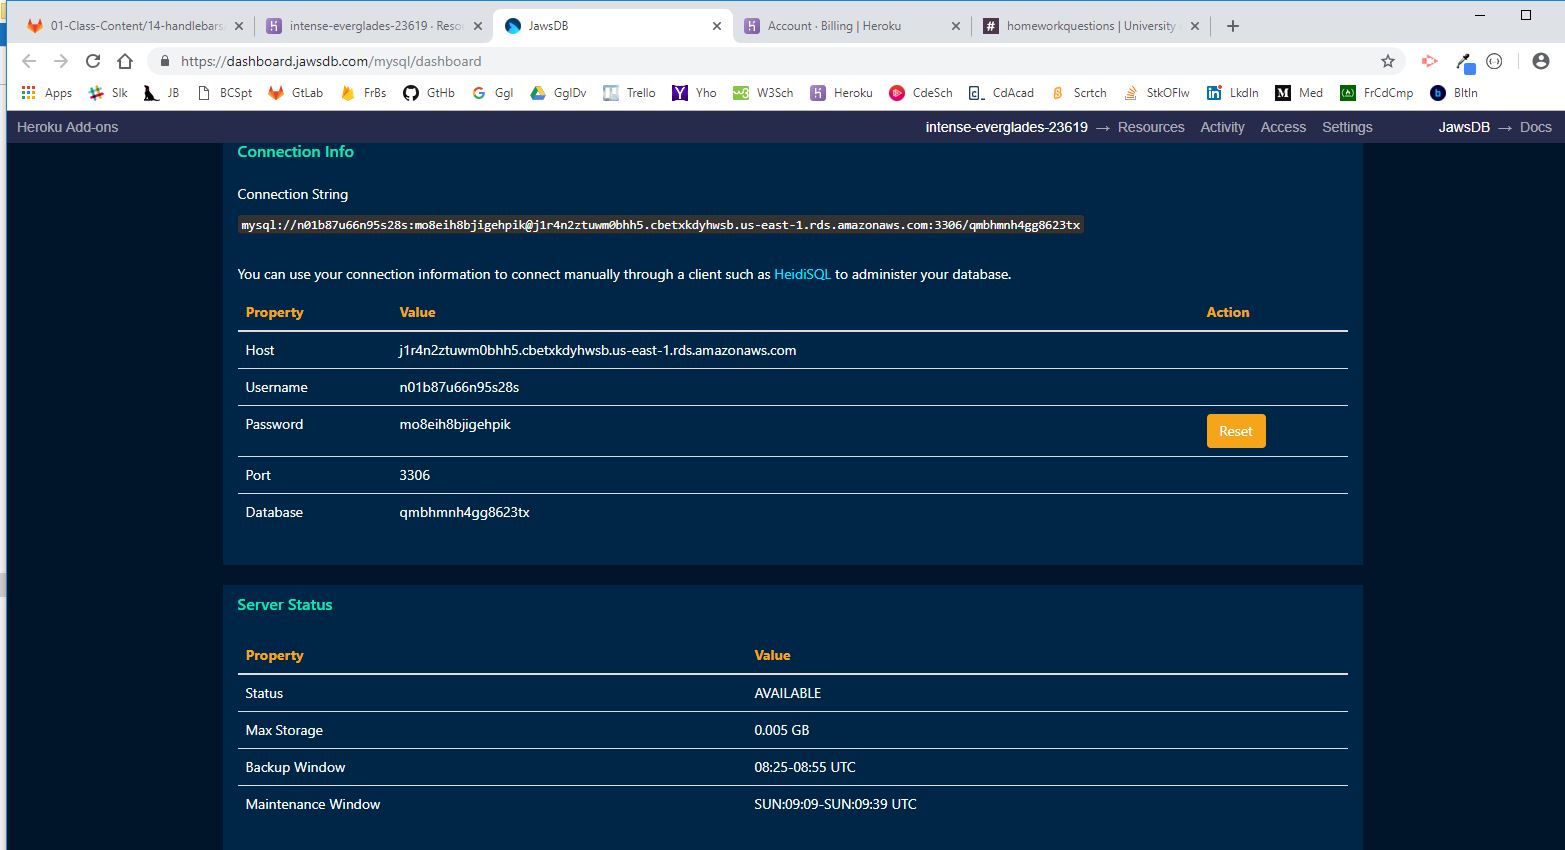 01-Class-Content/14-handlebars
intense-everglades-23619 · Reso
JawsDB
Account · Billing | Heroku
homeworkquestions | University
https://dashboard.jawsdb.com/mysql/dashboard
Apps Slk JB BCSpt GtLab FrBs GtHb Ggl GglDv Trello Yho W3Sch Heroku CdeSch CdAcad Scrtch StkOFlw LkdIn Med FrCdCmp BltIn
Heroku Add-ons intense-everglades-23619 → Resources Activity Access Settings JawsDB → Docs
Connection Info
Connection String
mysql://n01b87u66n95s28s:mo8eih8bjigehpik@j1r4n2ztuwm0bhh5.cbetxkdyhwsb.us-east-1.rds.amazonaws.com:3306/qmbhmnh4gg8623tx
You can use your connection information to connect manually through a client such as HeidiSQL to administer your database.
Property Value Action
Host j1r4n2ztuwm0bhh5.cbetxkdyhwsb.us-east-1.rds.amazonaws.com
Username n01b87u66n95s28s
Password mo8eih8bjigehpik Reset
Port 3306
Database qmbhmnh4gg8623tx
Server Status
Property Value
Status AVAILABLE
Max Storage 0.005 GB
Backup Window 08:25-08:55 UTC
Maintenance Window SUN:09:09-SUN:09:39 UTC